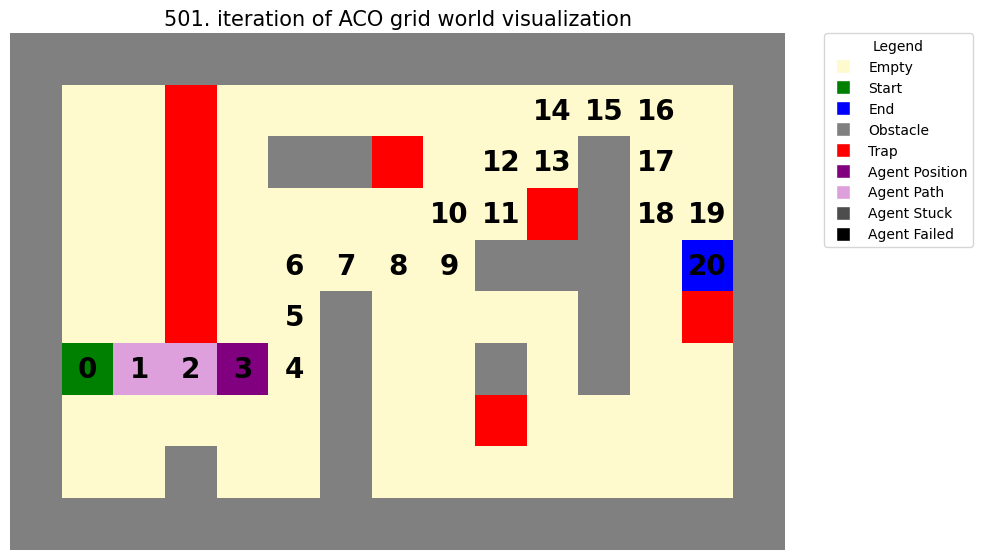 501. iteration of ACO grid world visualization
14 15 16
12 13 17
10 11 18 19
6 7 8 9 20
5
0 1 2 3 4
Legend
Empty
Start
End
Obstacle
Trap
Agent Position
Agent Path
Agent Stuck
Agent Failed